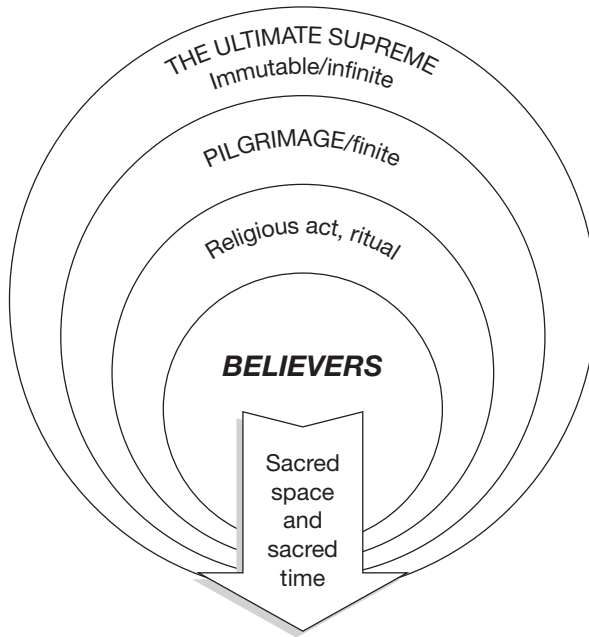 THE ULTIMATE SUPREME
Immutable/infinite
PILGRIMAGE/finite
Religious act, ritual
BELIEVERS
Sacred
space
and
sacred
time